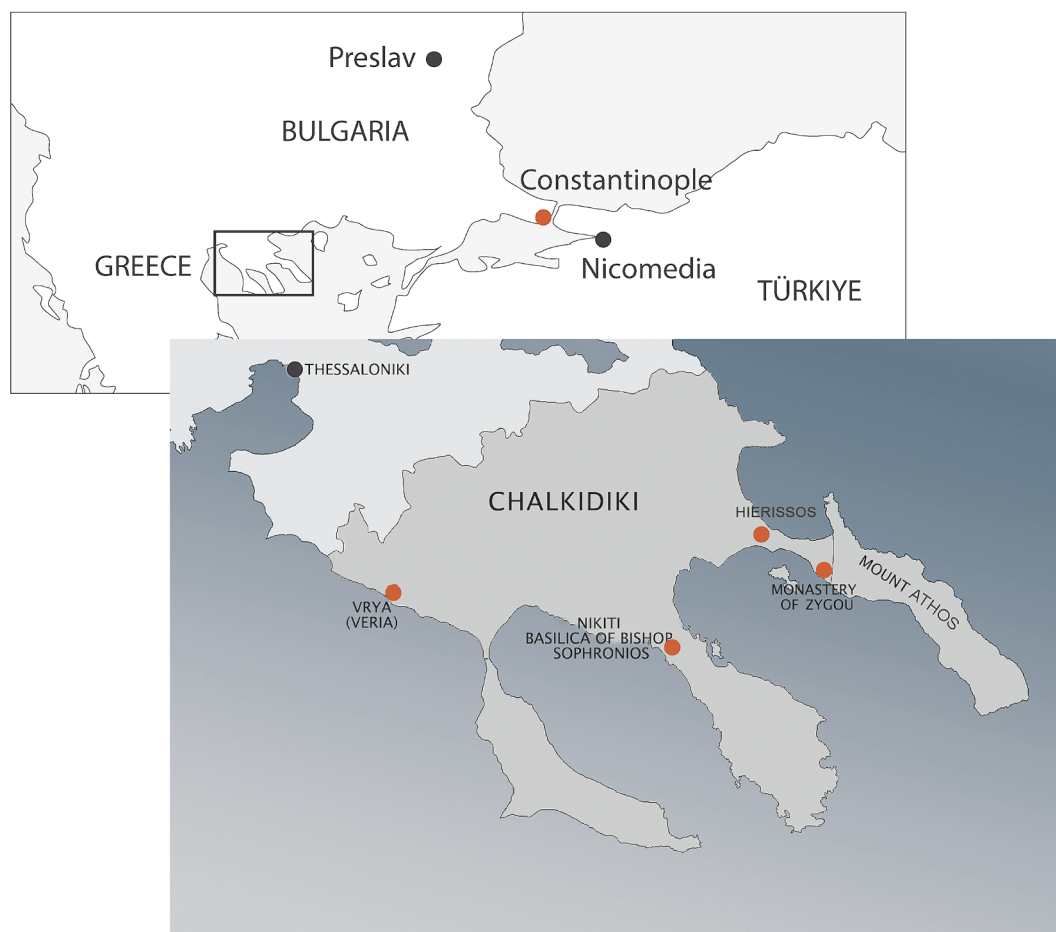 Preslav
BULGARIA
Constantinople
GREECE
Nicomedia
TÜRKIYE
THESSALONIKI
CHALKIDIKI
HIERISSOS
MOUNT ATHOS
MONASTERY
OF ZYGOU
VRYA
(VERIA)
NIKITI
BASILICA OF BISHOP
SOPHRONIOS